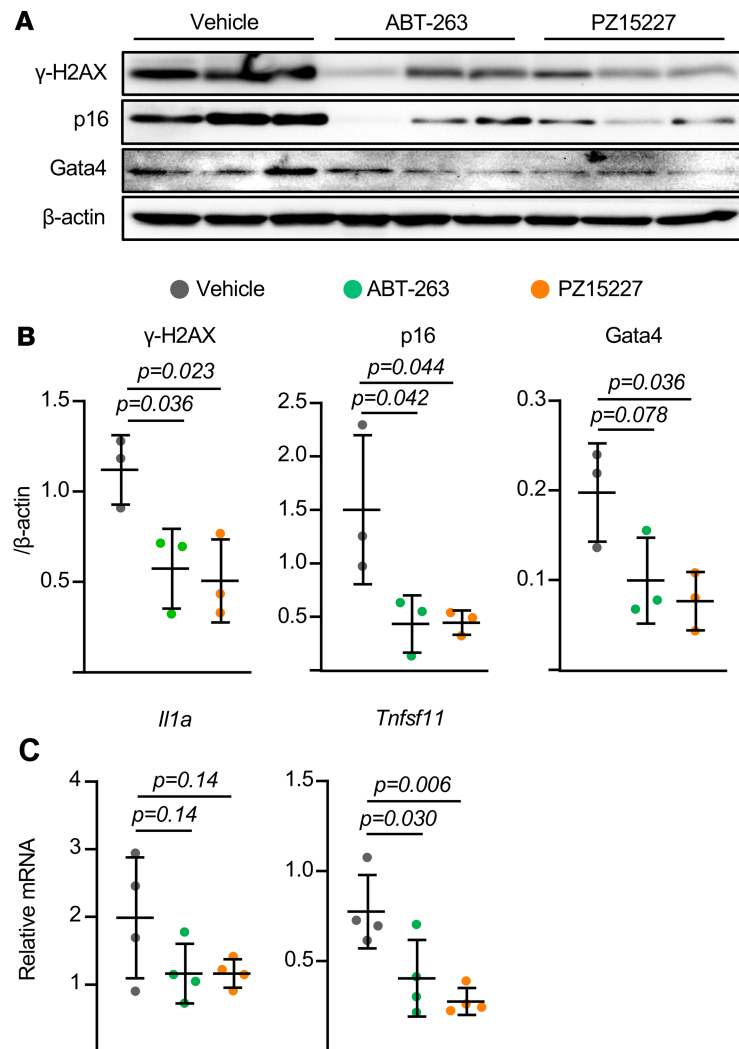 A
Vehicle ABT-263 PZ15227
γ-H2AX
p16
Gata4
β-actin
Vehicle ABT-263 PZ15227
B
γ-H2AX p16 Gata4
/β-actin
1.5
1.0
0.5
p=0.023
p=0.036
2.5
2.0
1.5
1.0
0.5
p=0.044
p=0.042
0.3
0.2
0.1
p=0.036
p=0.078
C
Il1a Tnfsf11
Relative mRNA
4
3
2
1
p=0.14
p=0.14
1.5
1.0
0.5
p=0.006
p=0.030